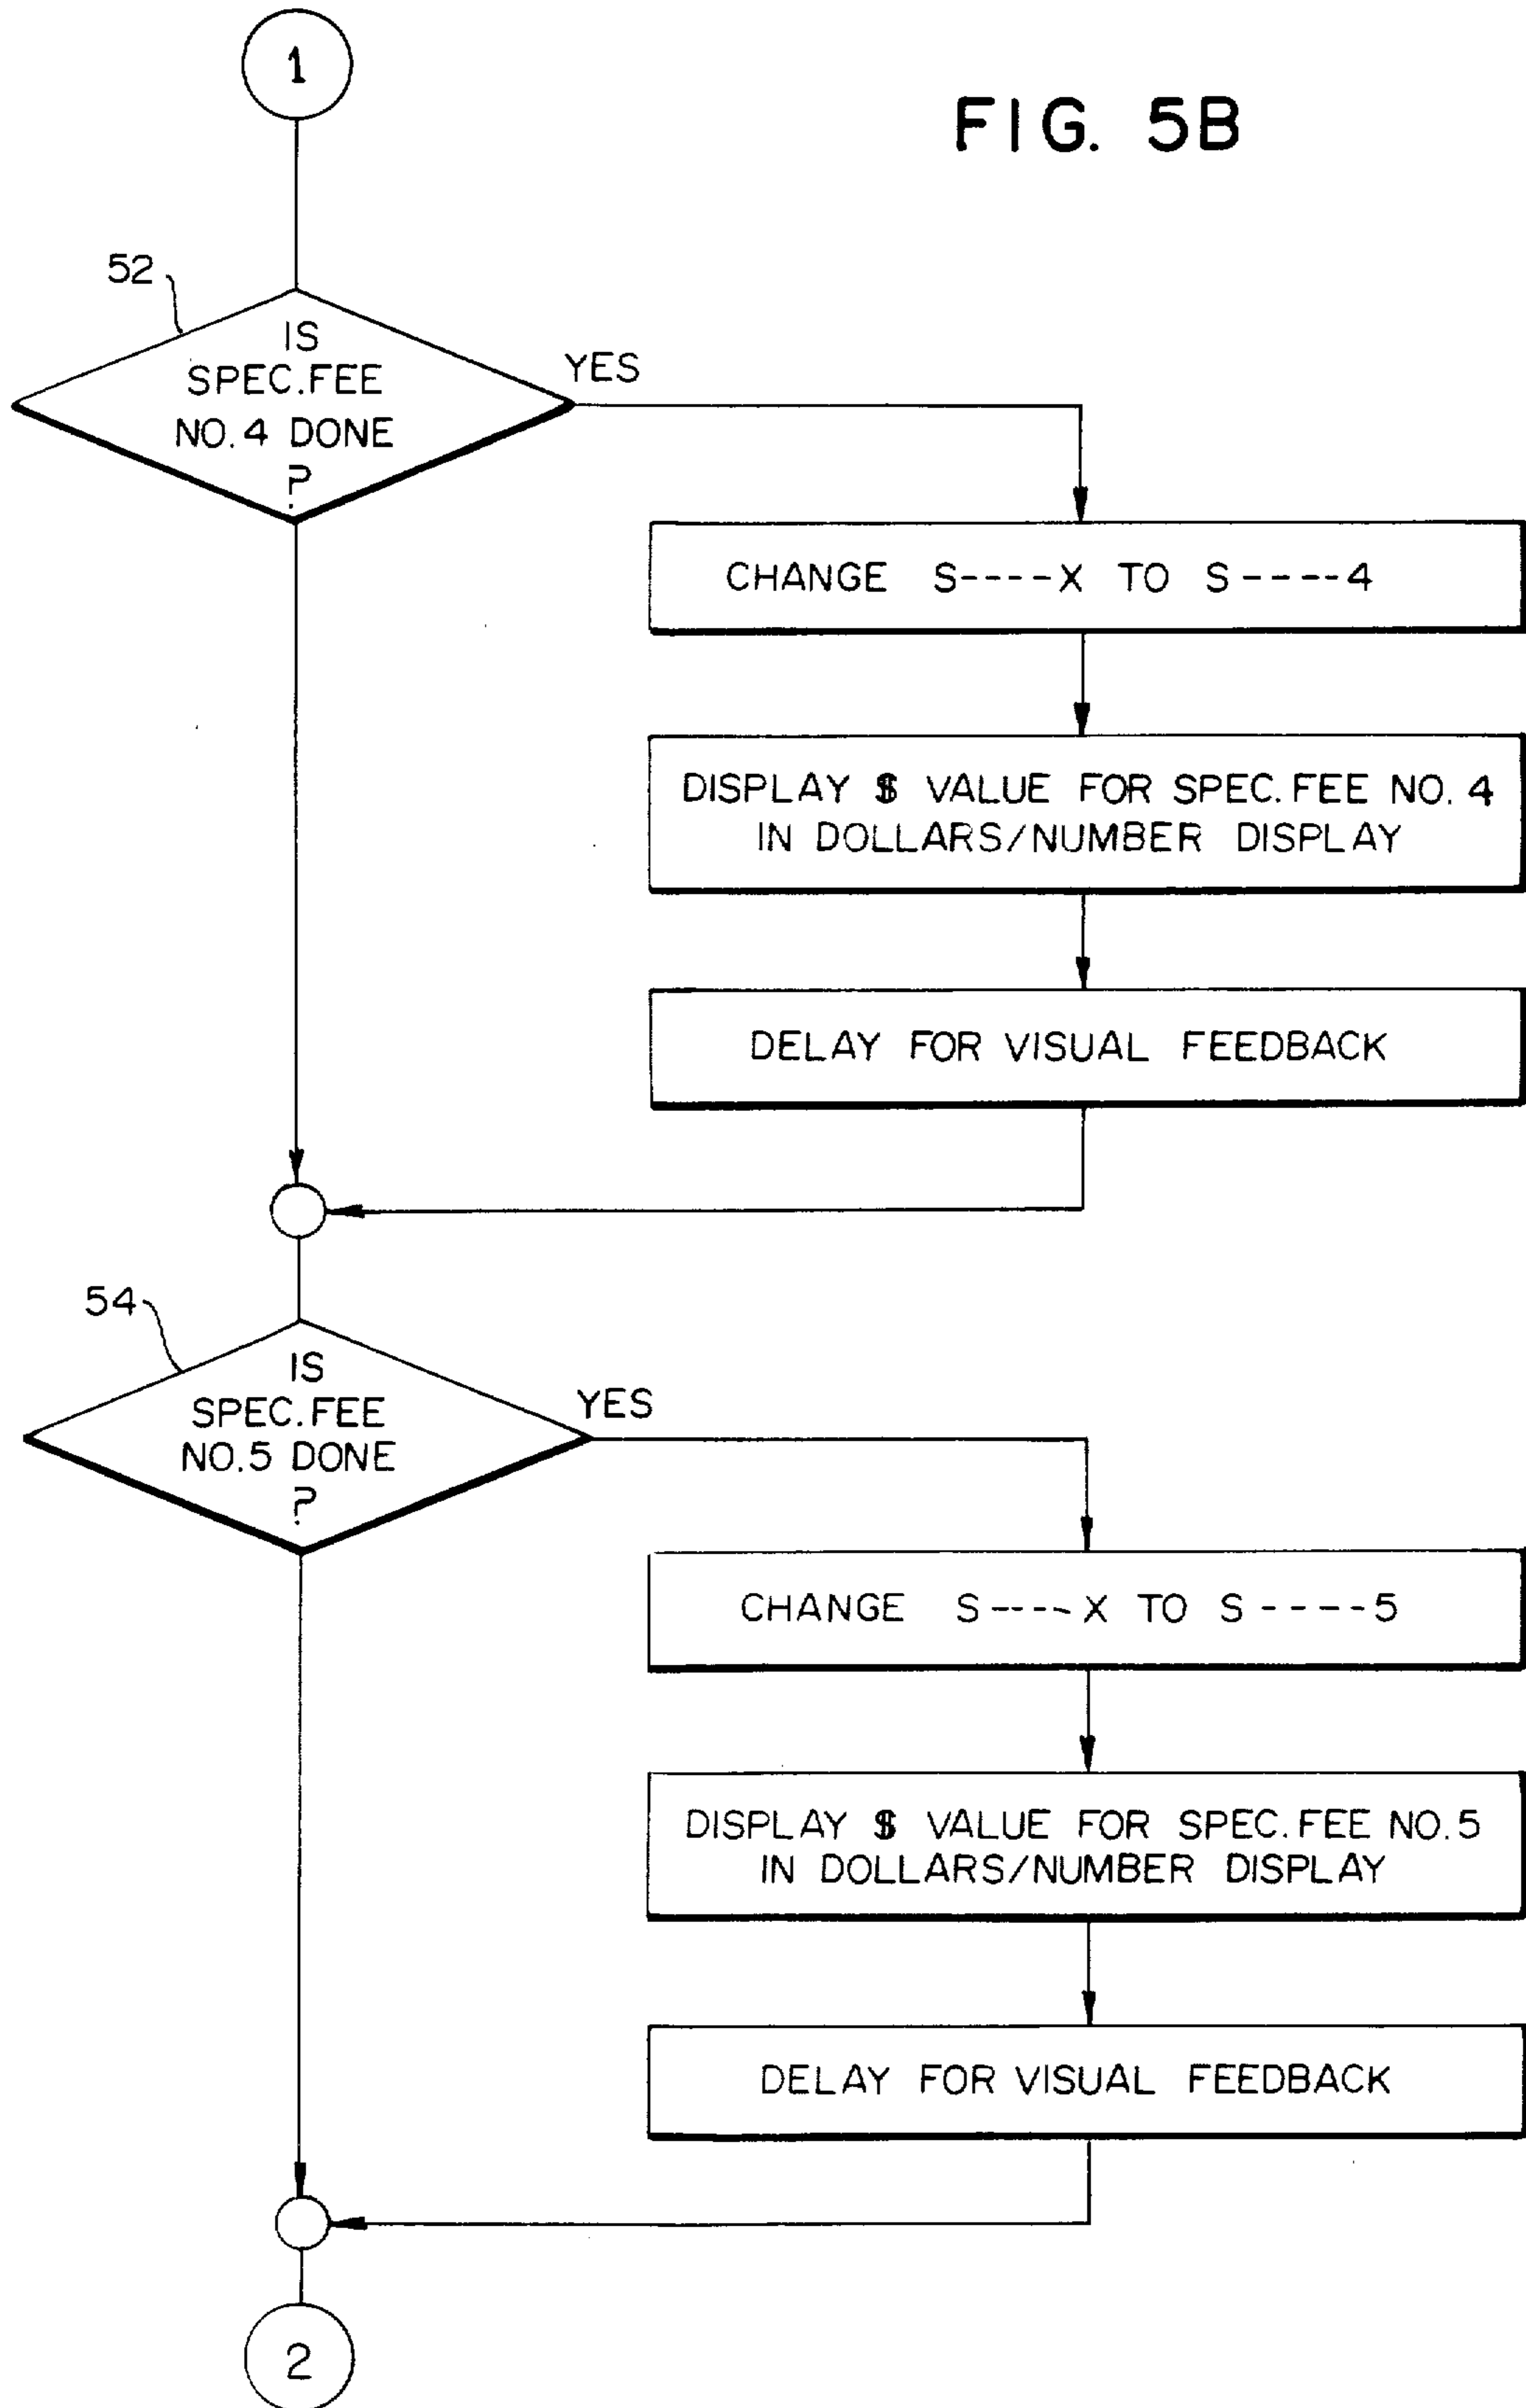 1
FIG. 5B
52
IS
SPEC.FEE
NO.4 DONE
?
YES
CHANGE S----X TO S----4
DISPLAY $ VALUE FOR SPEC.FEE NO. 4
IN DOLLARS/NUMBER DISPLAY
DELAY FOR VISUAL FEEDBACK
54
IS
SPEC.FEE
NO.5 DONE
?
YES
CHANGE S----X TO S----5
DISPLAY $ VALUE FOR SPEC.FEE NO.5
IN DOLLARS/NUMBER DISPLAY
DELAY FOR VISUAL FEEDBACK
2